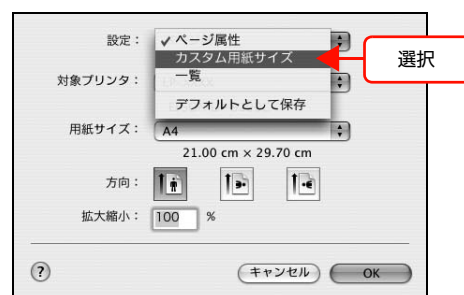 設定： ✓ページ属性
カスタム用紙サイズ 選択
対象プリンタ： 一覧
デフォルトとして保存
用紙サイズ： A4
21.00 cm × 29.70 cm
方向：
拡大縮小： 100 %
? キャンセル OK